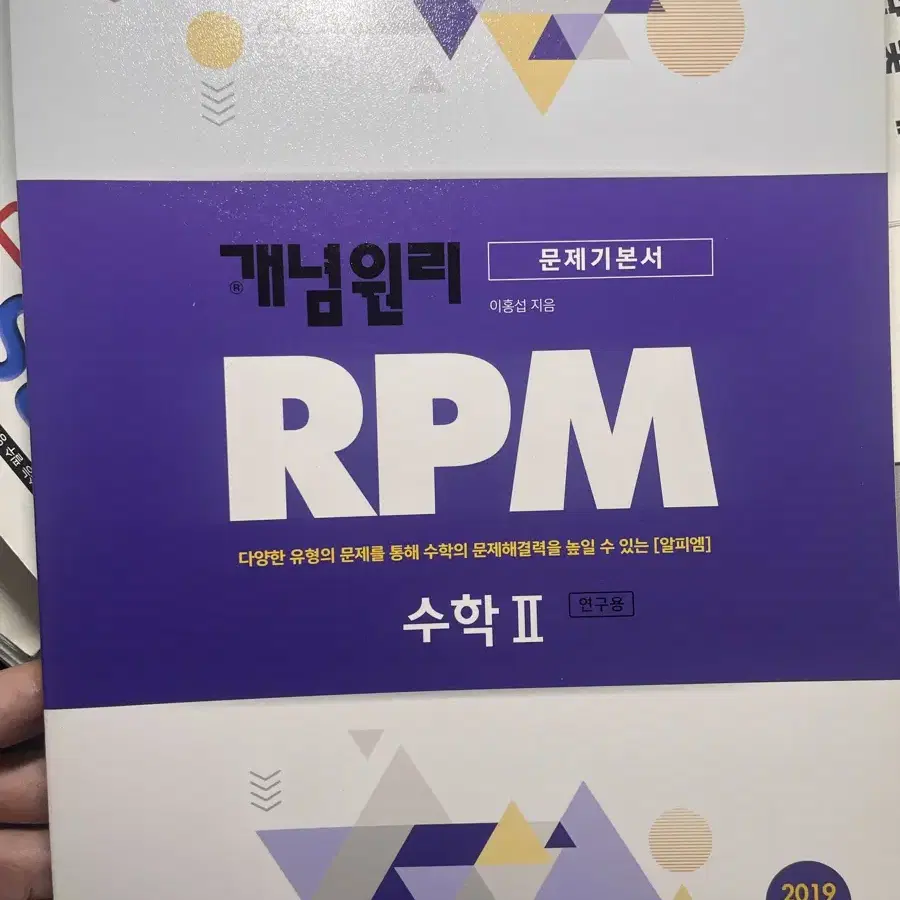 개념원리
®
문제기본서
이홍섭 지음
RPM
다양한 유형의 문제를 통해 수학의 문제해결력을 높일 수 있는 [알피엠]
수학 Ⅱ
연구용
2019